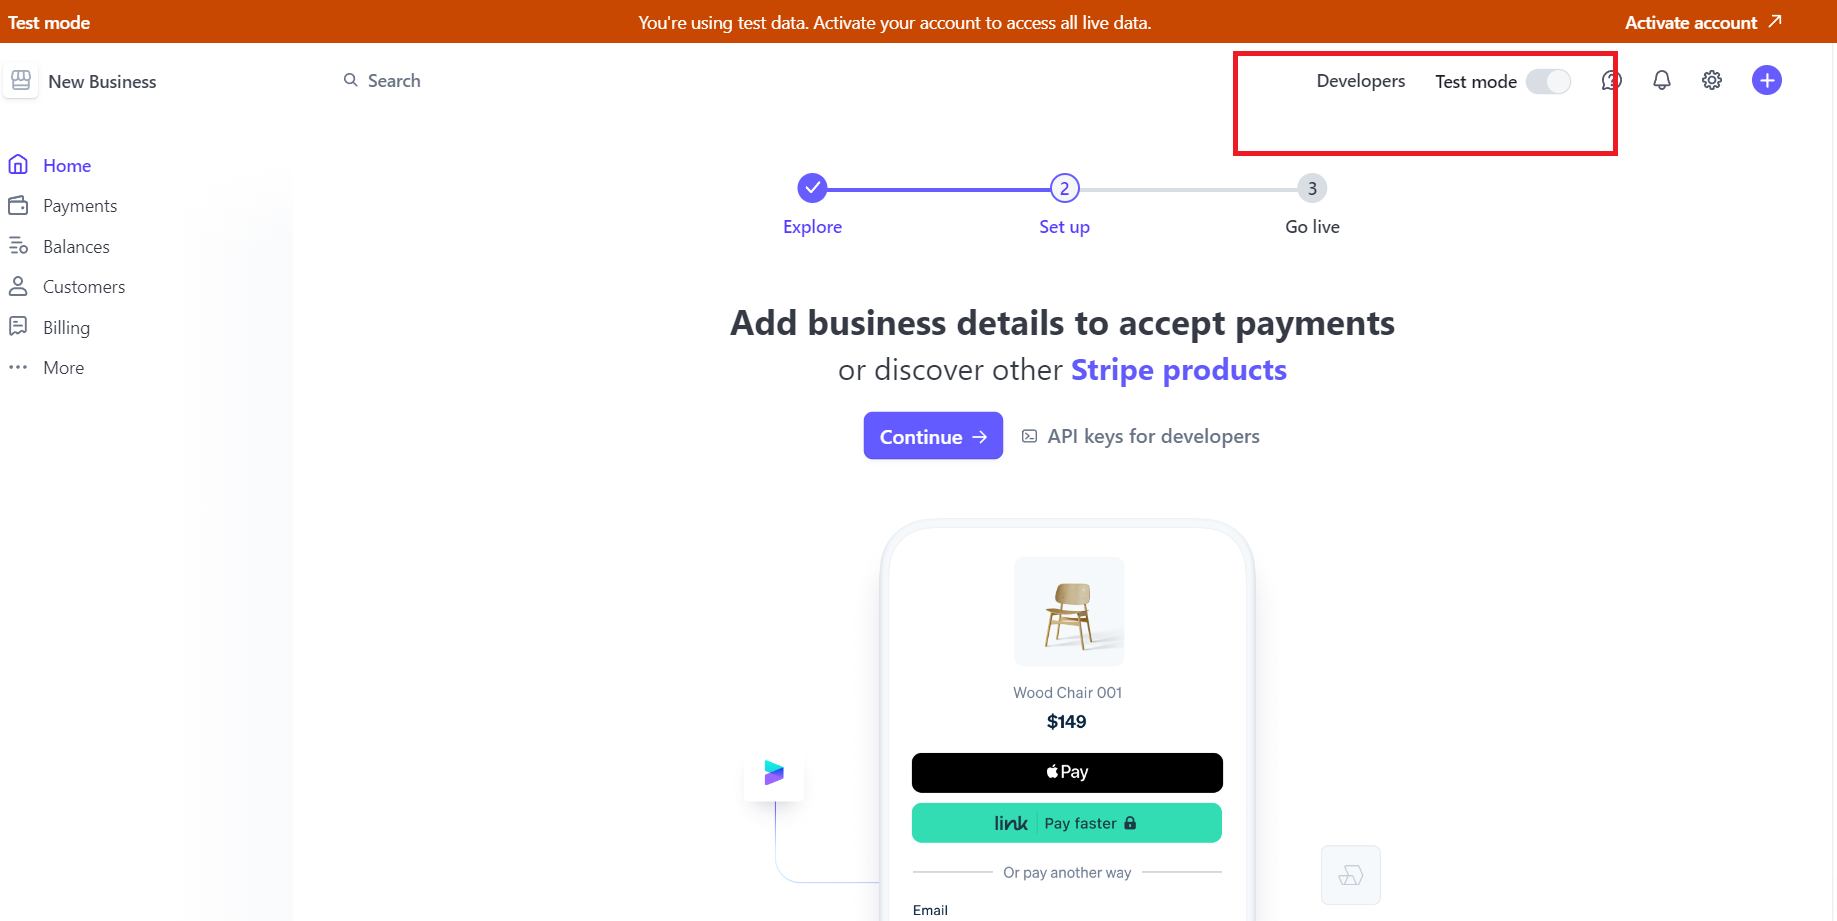 Test mode
You're using test data. Activate your account to access all live data.
Activate account
New Business
Search
Developers
Test mode
Home
Payments
Balances
Customers
Billing
More
2
3
Explore
Set up
Go live
Add business details to accept payments
or discover other Stripe products
Continue
API keys for developers
Wood Chair 001
$149
Pay
link Pay faster
Or pay another way
Email